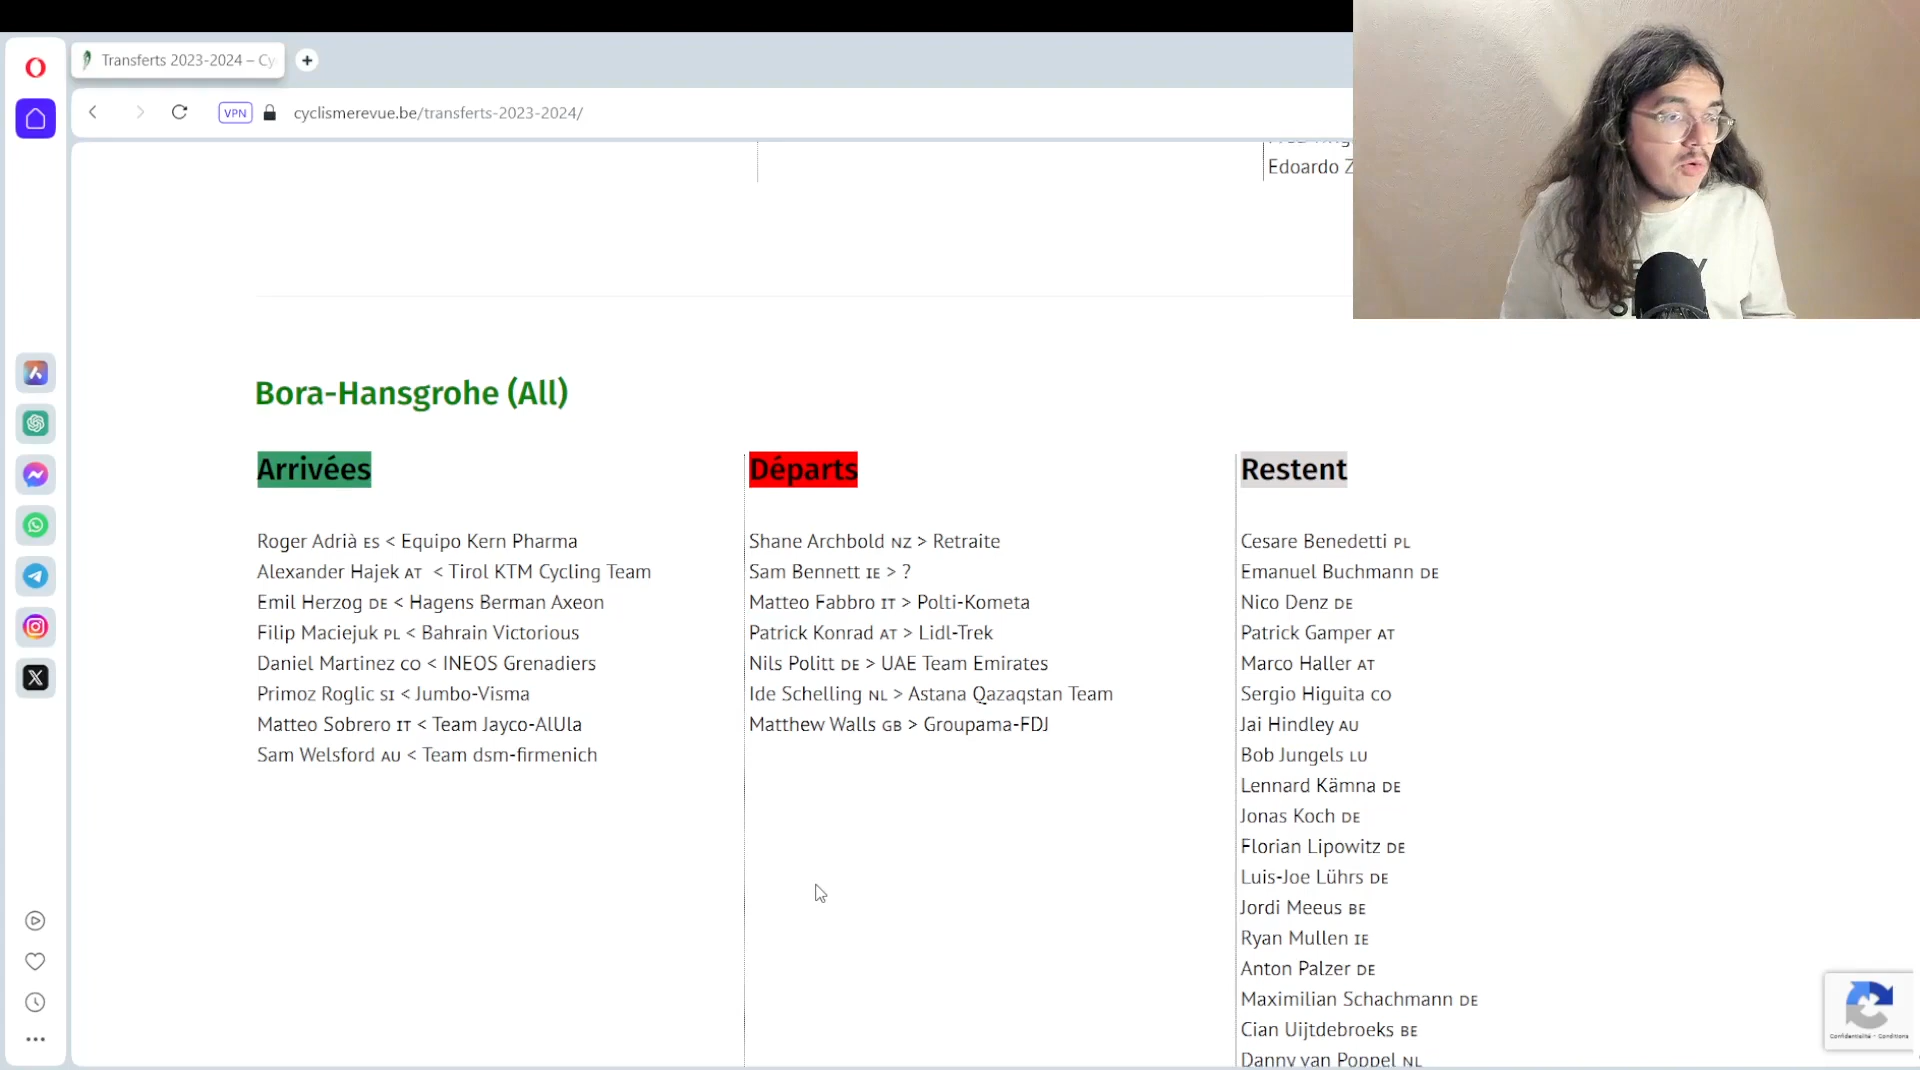 Transferts 2023-2024 – Cy
VPN
cyclismerevue.be/transferts-2023-2024/
Edoardo Z
Bora-Hansgrohe (All)
Arrivées
Roger Adrià ES < Equipo Kern Pharma
Alexander Hajek AT < Tirol KTM Cycling Team
Emil Herzog DE < Hagens Berman Axeon
Filip Maciejuk PL < Bahrain Victorious
Daniel Martinez CO < INEOS Grenadiers
Primoz Roglic SI < Jumbo-Visma
Matteo Sobrero IT < Team Jayco-AlUla
Sam Welsford AU < Team dsm-firmenich
Départs
Shane Archbold NZ > Retraite
Sam Bennett IE > ?
Matteo Fabbro IT > Polti-Kometa
Patrick Konrad AT > Lidl-Trek
Nils Politt DE > UAE Team Emirates
Ide Schelling NL > Astana Qazaqstan Team
Matthew Walls GB > Groupama-FDJ
Restent
Cesare Benedetti PL
Emanuel Buchmann DE
Nico Denz DE
Patrick Gamper AT
Marco Haller AT
Sergio Higuita CO
Jai Hindley AU
Bob Jungels LU
Lennard Kämna DE
Jonas Koch DE
Florian Lipowitz DE
Luis-Joe Lührs DE
Jordi Meeus BE
Ryan Mullen IE
Anton Palzer DE
Maximilian Schachmann DE
Cian Uijtdebroeks BE
Danny van Poppel NL
Confidentialité - Conditions